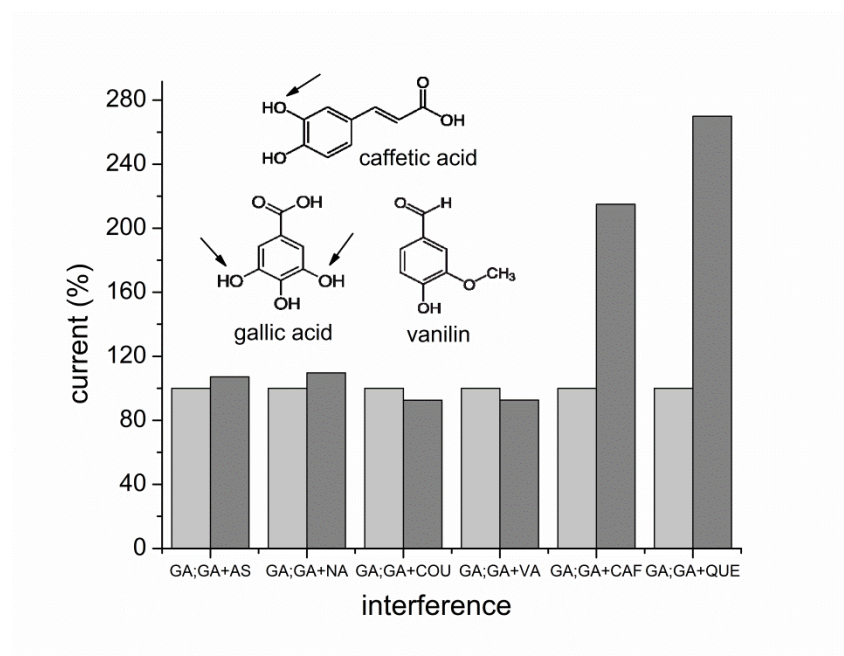 280
240
200
160
120
80
40
0
current (%)
HO
HO
O
OH
caffetic acid
O
OH
HO
OH
OH
gallic acid
O
H
O
CH₃
OH
vanilin
GA;GA+AS GA;GA+NA GA;GA+COU GA;GA+VA GA;GA+CAF GA;GA+QUE
interference